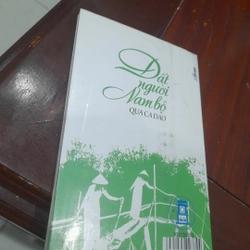 Đất
người
Nam bộ
QUA CA DAO